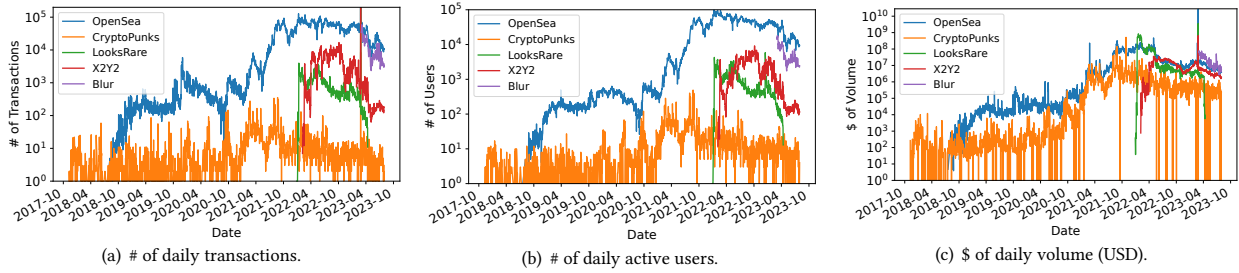 # of Transactions
10^5
10^4
10^3
10^2
10^1
10^0
OpenSea
CryptoPunks
LooksRare
X2Y2
Blur
2017-10
2018-04
2018-10
2019-04
2019-10
2020-04
2020-10
2021-04
2021-10
2022-04
2022-10
2023-04
2023-10
Date
(a) # of daily transactions.
# of Users
10^5
10^4
10^3
10^2
10^1
10^0
OpenSea
CryptoPunks
LooksRare
X2Y2
Blur
2017-10
2018-04
2018-10
2019-04
2019-10
2020-04
2020-10
2021-04
2021-10
2022-04
2022-10
2023-04
2023-10
Date
(b) # of daily active users.
$ of Volume
10^10
10^9
10^8
10^7
10^6
10^5
10^4
10^3
10^2
10^1
10^0
OpenSea
CryptoPunks
LooksRare
X2Y2
Blur
2017-10
2018-04
2018-10
2019-04
2019-10
2020-04
2020-10
2021-04
2021-10
2022-04
2022-10
2023-04
2023-10
Date
(c) $ of daily volume (USD).